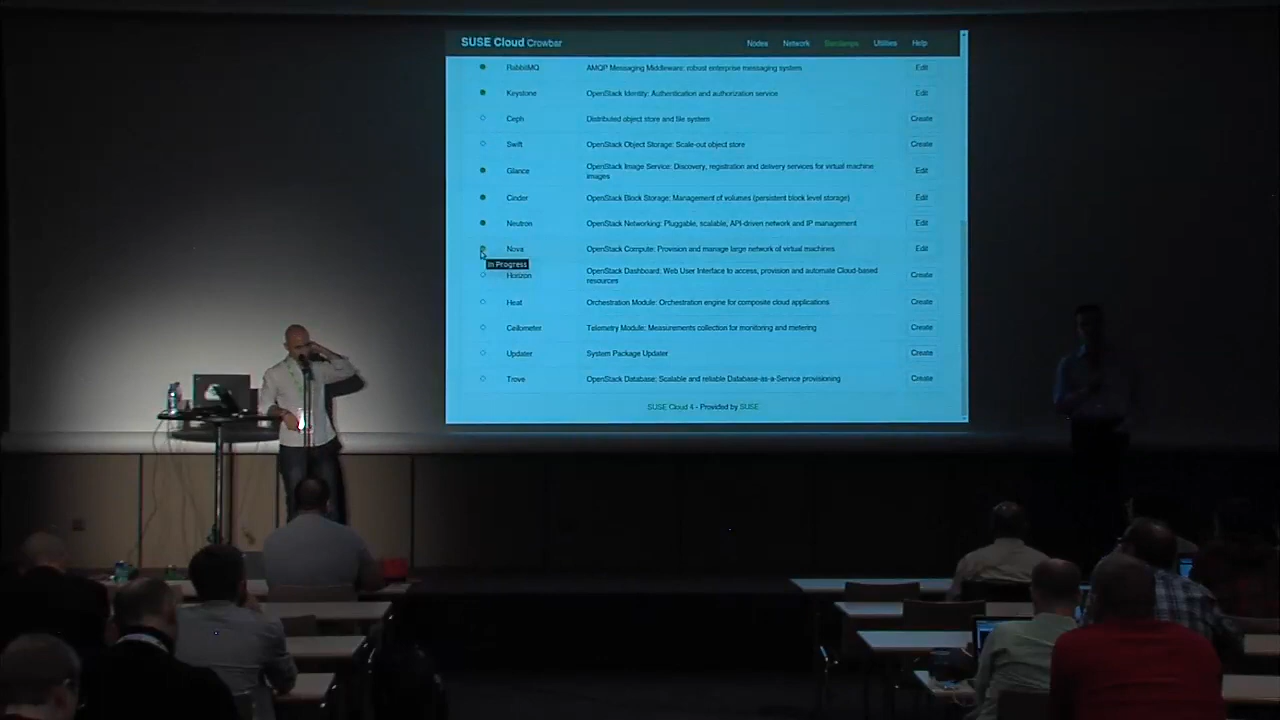 SUSE Cloud Crowbar
Nodes Network Barclamps Utilities Help
RabbitMQ AMQP Messaging Middleware: robust enterprise messaging system Edit
Keystone OpenStack Identity: Authentication and authorization service Edit
Ceph Distributed object store and file system Create
Swift OpenStack Object Storage: Scale-out object store Create
Glance OpenStack Image Service: Discovery, registration and delivery services for virtual machine Edit
images
Cinder OpenStack Block Storage: Management of volumes (persistent block level storage) Edit
Neutron OpenStack Networking: Pluggable, scalable, API-driven network and IP management Edit
Nova OpenStack Compute: Provision and manage large network of virtual machines Edit
In Progress
Horizon OpenStack Dashboard: Web User Interface to access, provision and automate Cloud-based Create
resources
Heat Orchestration Module: Orchestration engine for composite cloud applications Create
Ceilometer Telemetry Module: Measurements collection for monitoring and metering Create
Updater System Package Updater Create
Trove OpenStack Database: Scalable and reliable Database-as-a-Service provisioning Create
SUSE Cloud 4 - Provided by SUSE